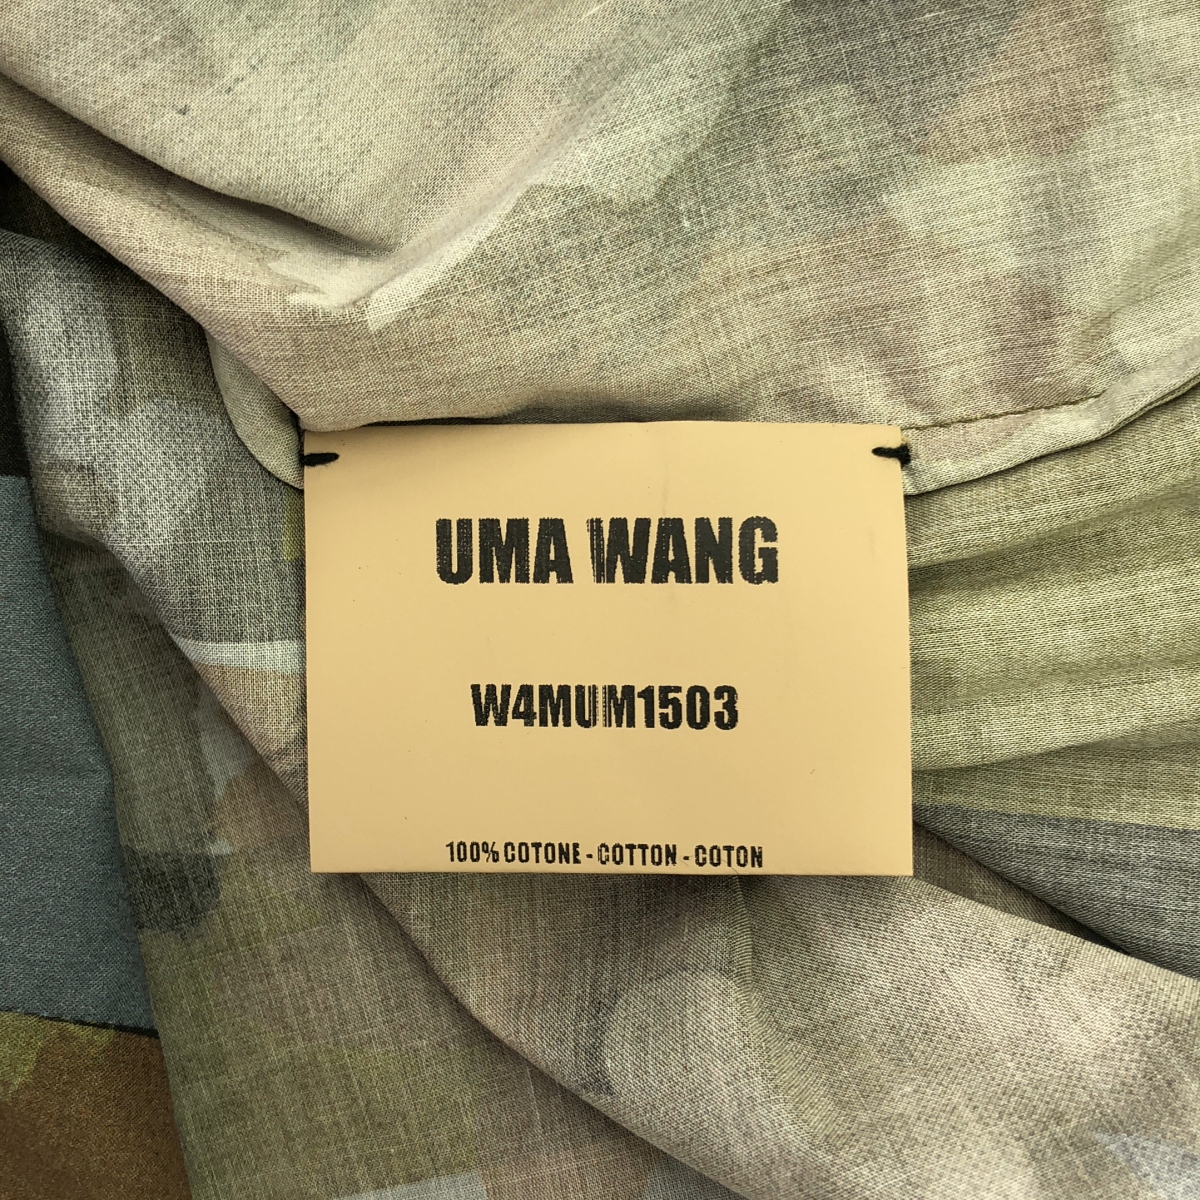 UMA WANG
W4MUM1503
100% COTONE - COTTON - COTON